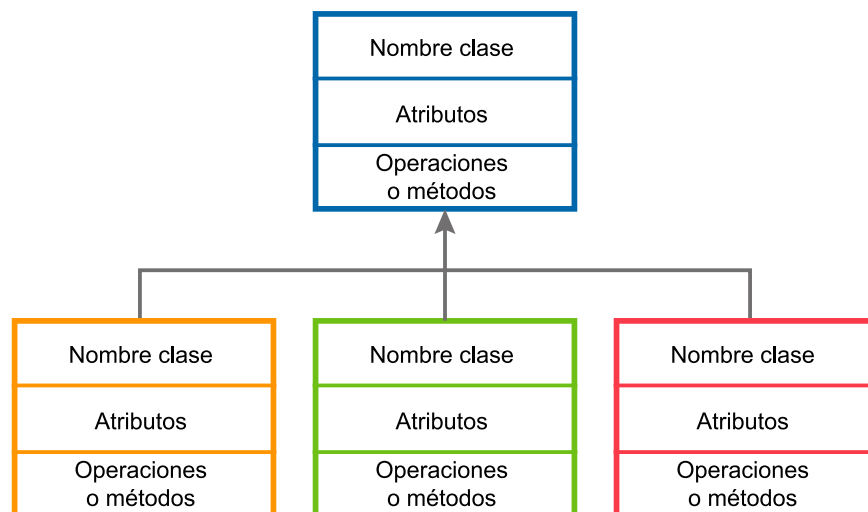 Nombre clase
Atributos
Operaciones
o métodos
Nombre clase
Atributos
Operaciones
o métodos
Nombre clase
Atributos
Operaciones
o métodos
Nombre clase
Atributos
Operaciones
o métodos